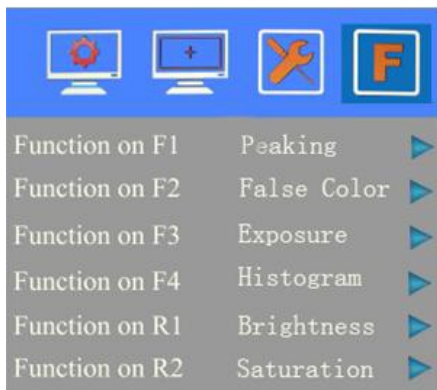 F
Function on F1 Peaking
Function on F2 False Color
Function on F3 Exposure
Function on F4 Histogram
Function on R1 Brightness
Function on R2 Saturation